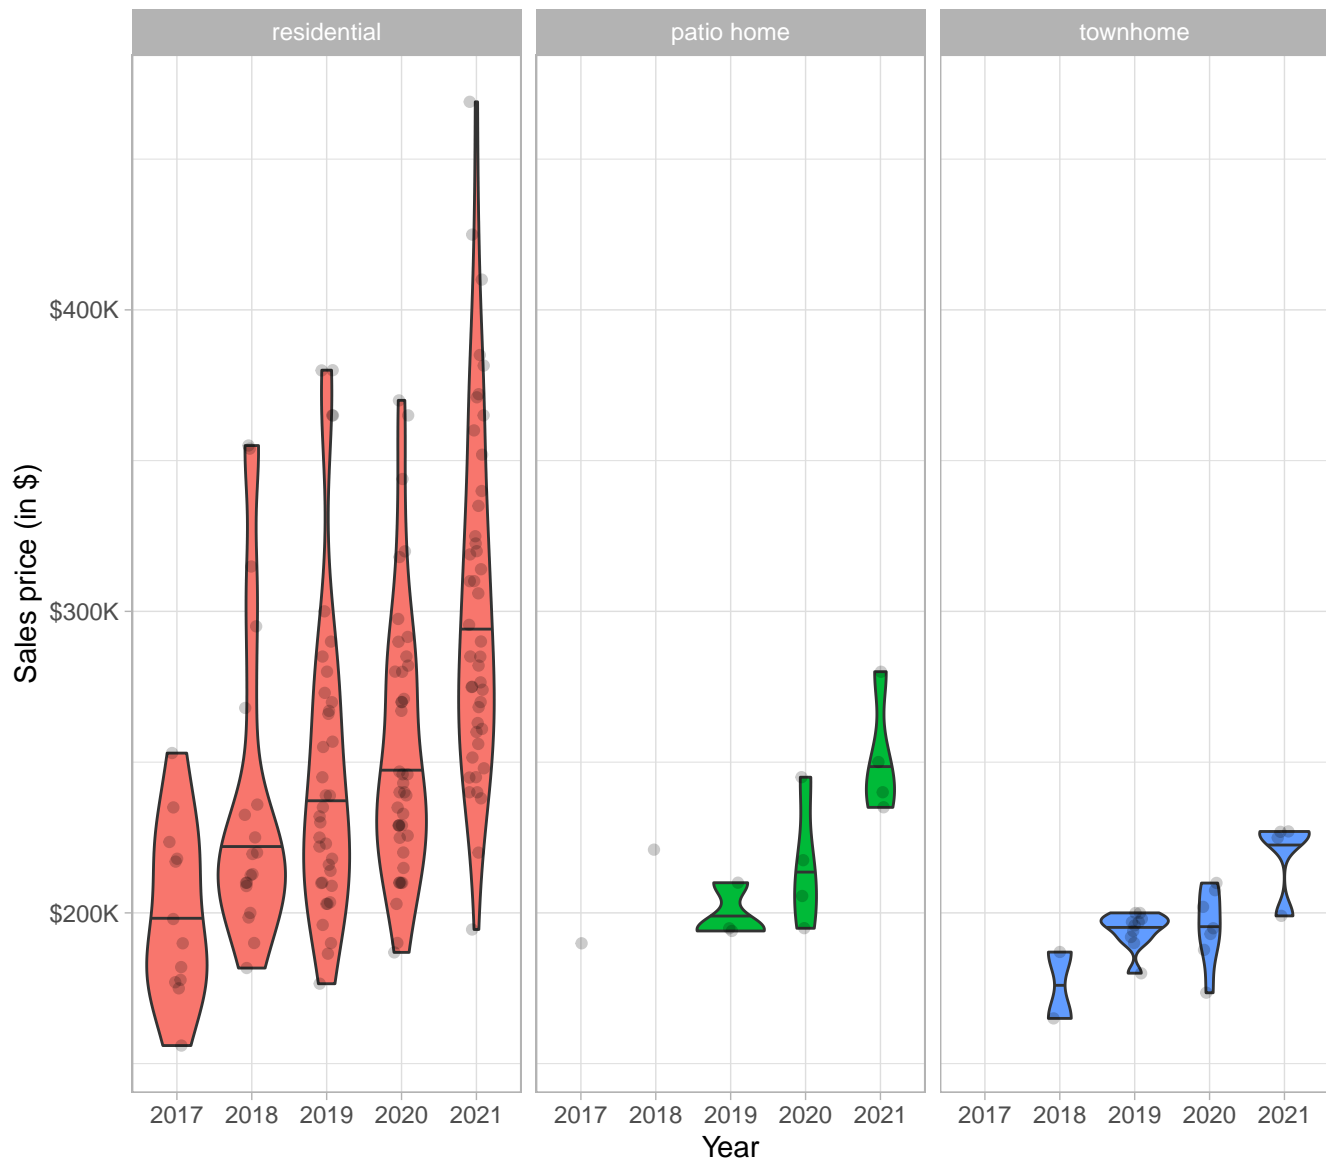 residential patio home townhome
$400K
$300K
$200K
Sales price (in $)
2017 2018 2019 2020 2021 2017 2018 2019 2020 2021 2017 2018 2019 2020 2021
Year